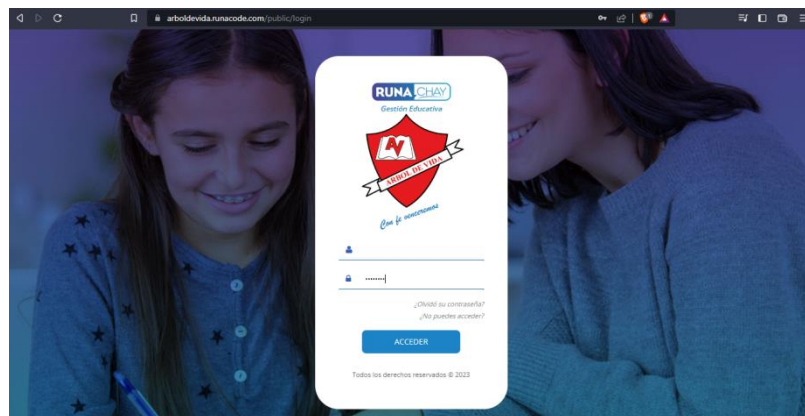 arboldevida.runacode.com/public/login
RUNA CHAY
Gestión Educativa
AV
ARBOL DE VIDA
Con fe venceremos
........
¿Olvidó su contraseña?
¿No puedes acceder?
ACCEDER
Todos los derechos reservados © 2023